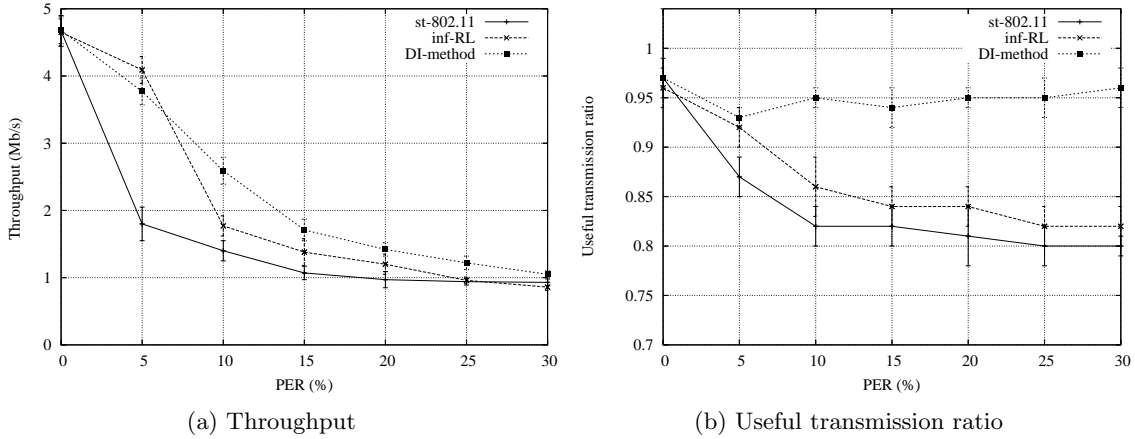 5
4
3
2
1
0
Throughput (Mb/s)
st-802.11
inf-RL
DI-method
0 5 10 15 20 25 30
PER (%)
(a) Throughput
1
0.95
0.9
0.85
0.8
0.75
0.7
Useful transmission ratio
st-802.11
inf-RL
DI-method
0 5 10 15 20 25 30
PER (%)
(b) Useful transmission ratio